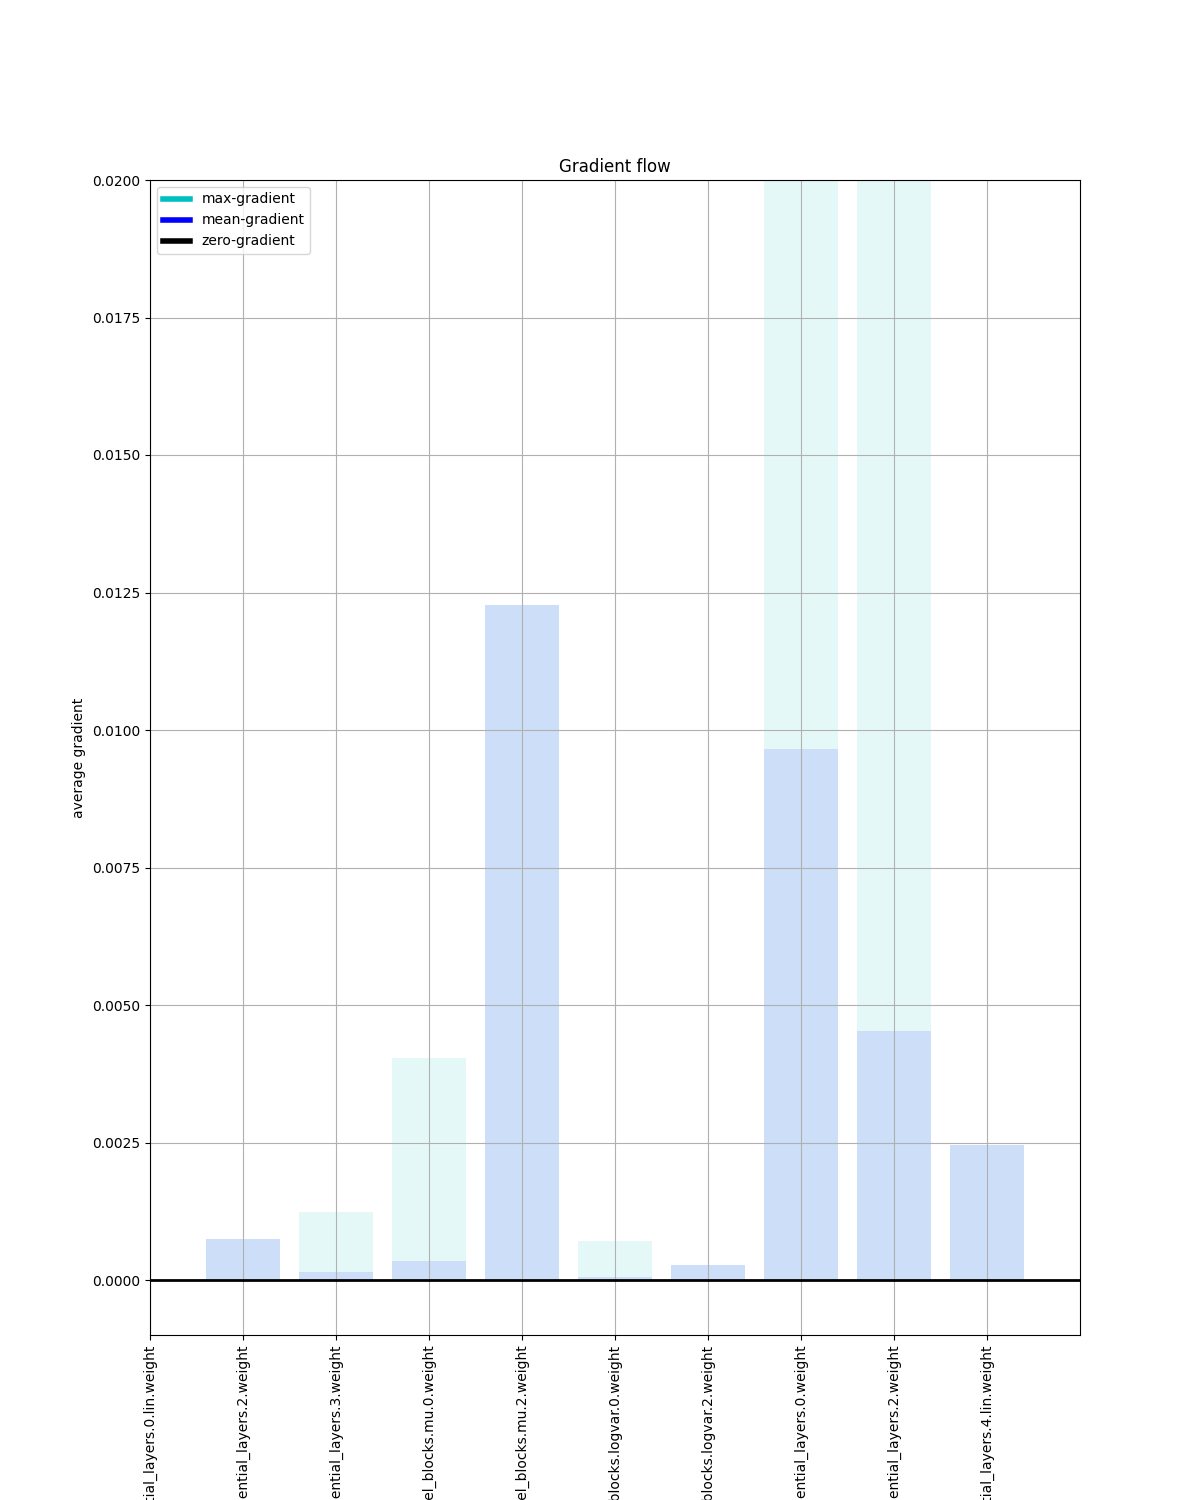 Gradient flow
max-gradient
mean-gradient
zero-gradient
0.0200
0.0175
0.0150
0.0125
0.0100
0.0075
0.0050
0.0025
0.0000
average gradient
tial_layers.0.lin.weight
ential_layers.2.weight
ential_layers.3.weight
el_blocks.mu.0.weight
el_blocks.mu.2.weight
blocks.logvar.0.weight
blocks.logvar.2.weight
ential_layers.0.weight
ential_layers.2.weight
tial_layers.4.lin.weight